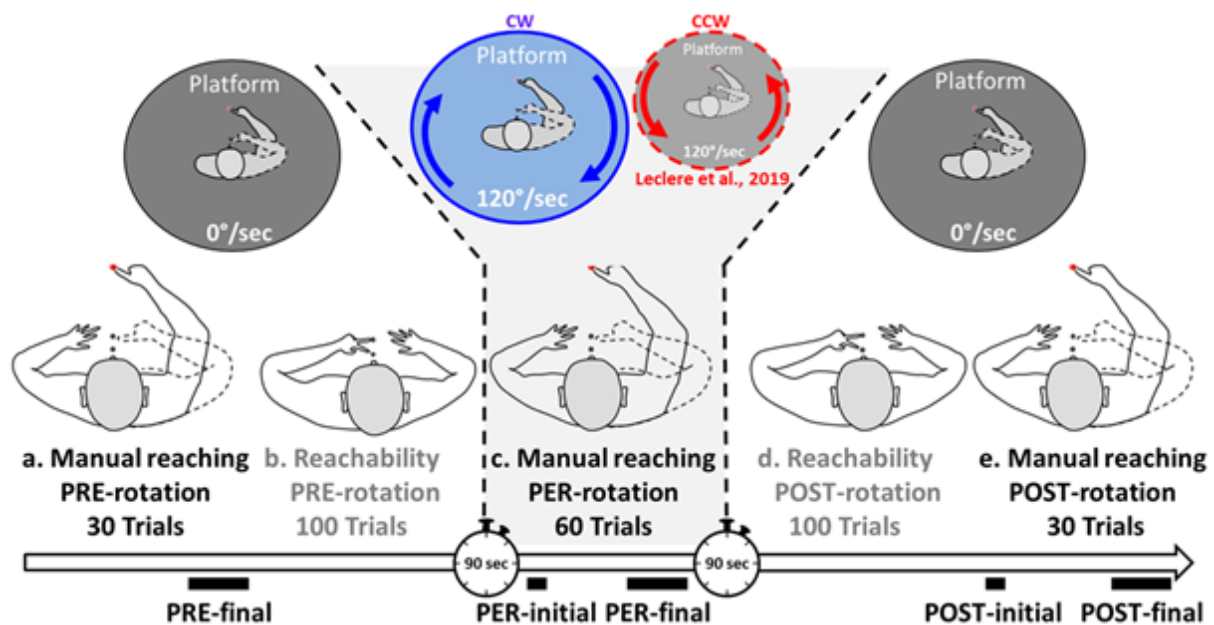 CW
CCW
Platform
Platform
Platform
Platform
120°/sec
120°/sec
Leclere et al., 2019
0°/sec
0°/sec
a. Manual reaching
PRE-rotation
30 Trials
b. Reachability
PRE-rotation
100 Trials
c. Manual reaching
PER-rotation
60 Trials
d. Reachability
POST-rotation
100 Trials
e. Manual reaching
POST-rotation
30 Trials
90 sec
90 sec
PRE-final
PER-initial
PER-final
POST-initial
POST-final